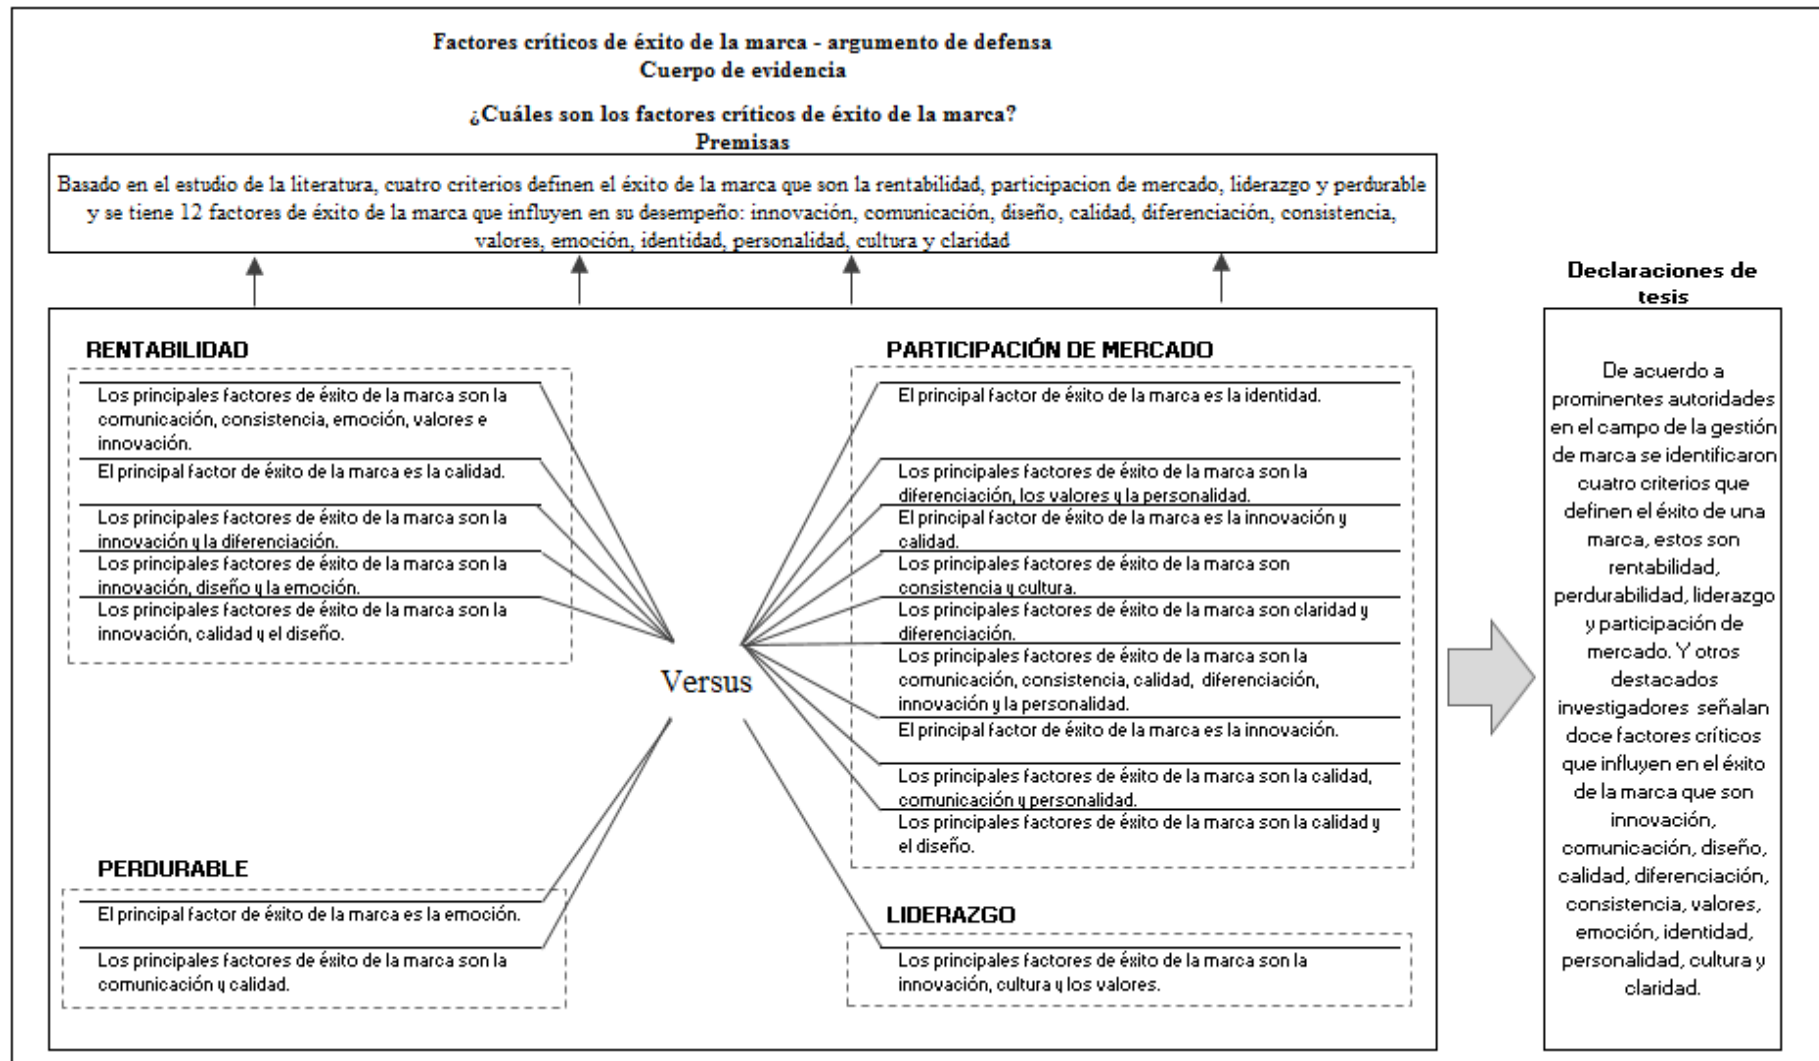 Factores críticos de éxito de la marca - argumento de defensa
Cuerpo de evidencia
¿Cuáles son los factores críticos de éxito de la marca?
Premisas
Basado en el estudio de la literatura, cuatro criterios definen el éxito de la marca que son la rentabilidad, participacion de mercado, liderazgo y perdurable
y se tiene 12 factores de éxito de la marca que influyen en su desempeño: innovación, comunicación, diseño, calidad, diferenciación, consistencia,
valores, emoción, identidad, personalidad, cultura y claridad
RENTABILIDAD
Los principales factores de éxito de la marca son la
comunicación, consistencia, emoción, valores e
innovación.
El principal factor de éxito de la marca es la calidad.
Los principales factores de éxito de la marca son la
innovación y la diferenciación.
Los principales factores de éxito de la marca son la
innovación, diseño y la emoción.
Los principales factores de éxito de la marca son la
innovación, calidad y el diseño.
PARTICIPACIÓN DE MERCADO
El principal factor de éxito de la marca es la identidad.
Los principales factores de éxito de la marca son la
diferenciación, los valores y la personalidad.
El principal factor de éxito de la marca es la innovación y
calidad.
Los principales factores de éxito de la marca son
consistencia y cultura.
Los principales factores de éxito de la marca son claridad y
diferenciación.
Los principales factores de éxito de la marca son la
comunicación, consistencia, calidad, diferenciación,
innovación y la personalidad.
El principal factor de éxito de la marca es la innovación.
Los principales factores de éxito de la marca son la calidad,
comunicación y personalidad.
Los principales factores de éxito de la marca son la calidad y
el diseño.
Versus
PERDURABLE
El principal factor de éxito de la marca es la emoción.
Los principales factores de éxito de la marca son la
comunicación y calidad.
LIDERAZGO
Los principales factores de éxito de la marca son la
innovación, cultura y los valores.
Declaraciones de
tesis
De acuerdo a
prominentes autoridades
en el campo de la gestión
de marca se identificaron
cuatro criterios que
definen el éxito de una
marca, estos son
rentabilidad,
perdurabilidad, liderazgo
y participación de
mercado. Y otros
destacados
investigadores señalan
doce factores críticos
que influyen en el éxito
de la marca que son
innovación,
comunicación, diseño,
calidad, diferenciación,
consistencia, valores,
emoción, identidad,
personalidad, cultura y
claridad.